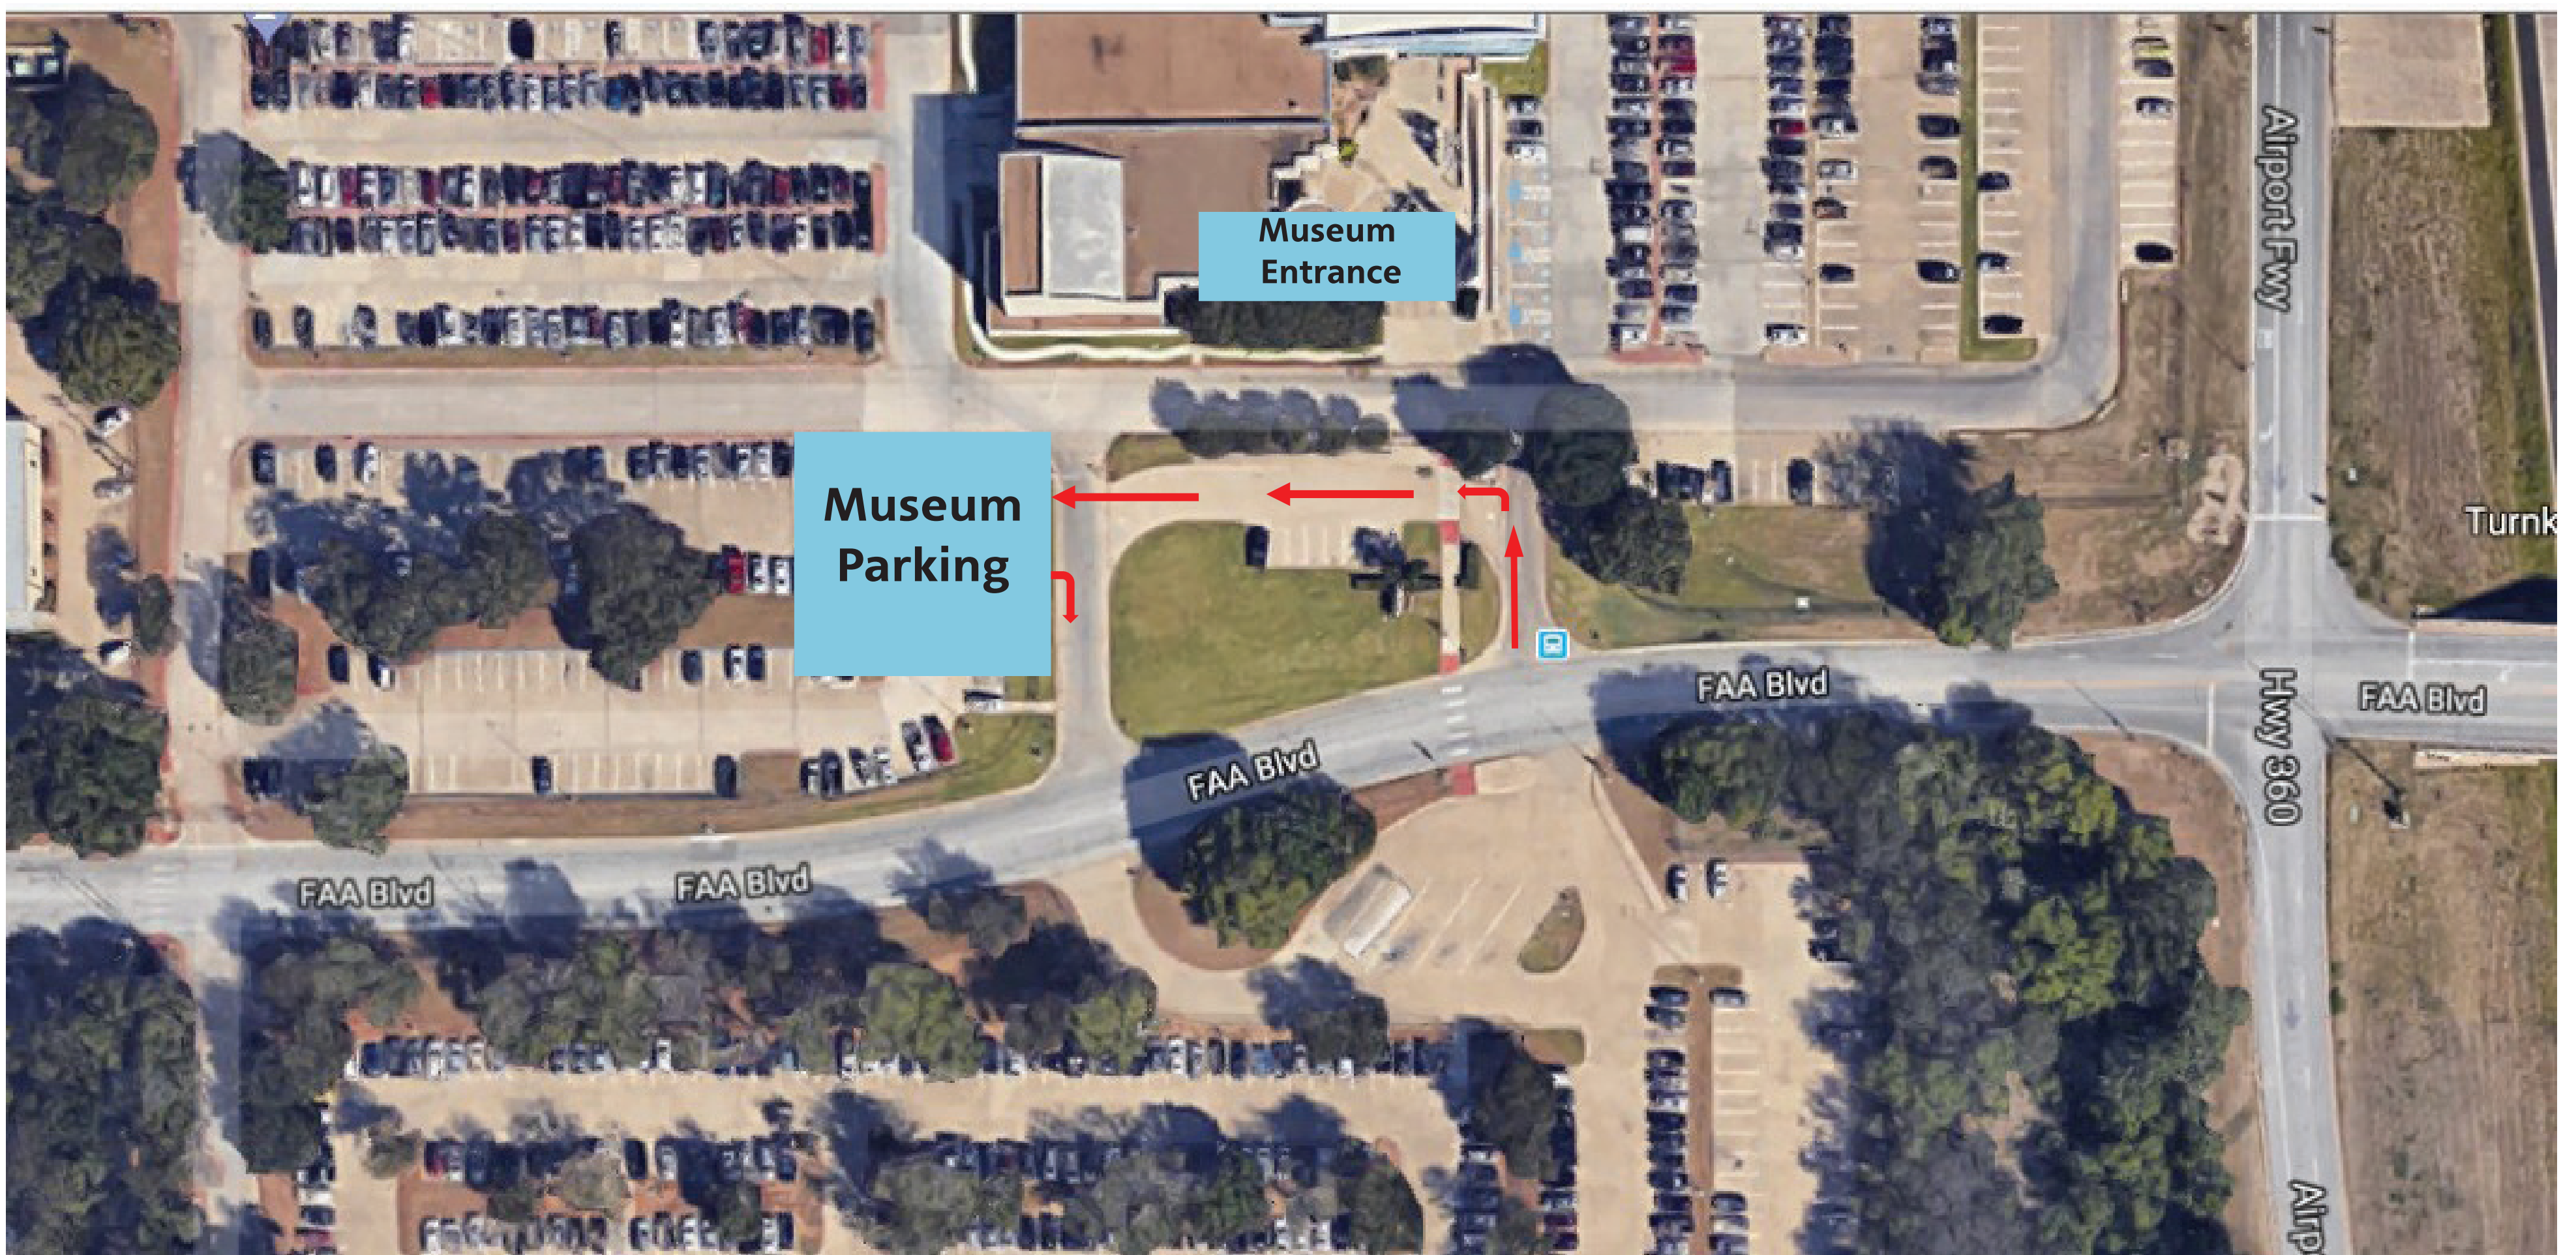 Airport Fwy
Museum
Entrance
Museum
Parking
Turnk
FAA Blvd
FAA Blvd
Hwy 360
FAA Blvd
FAA Blvd
FAA Blvd
Airp